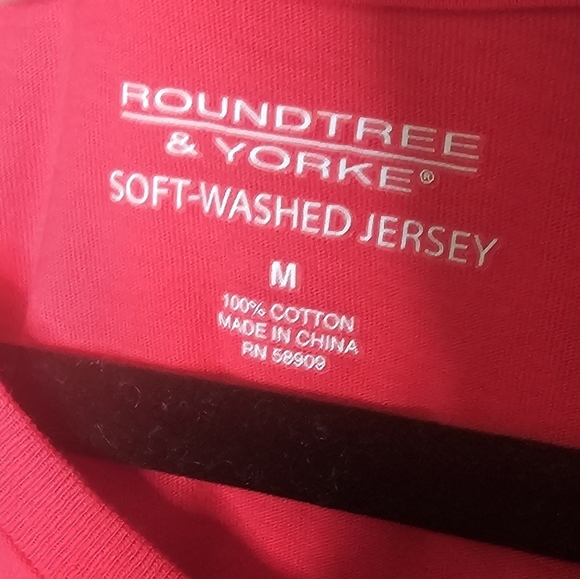 ROUNDTREE
& YORKE®
SOFT-WASHED JERSEY
M
100% COTTON
MADE IN CHINA
RN 58909